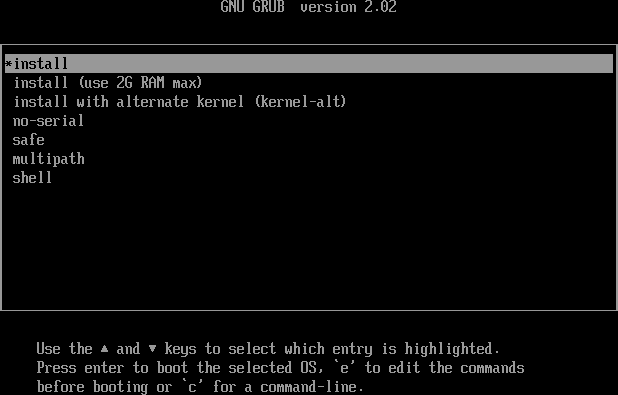 GNU GRUB  version 2.02
*install
install (use 2G RAM max)
install with alternate kernel (kernel-alt)
no-serial
safe
multipath
shell
Use the ▲ and ▼ keys to select which entry is highlighted.
Press enter to boot the selected OS, `e' to edit the commands
before booting or `c' for a command-line.